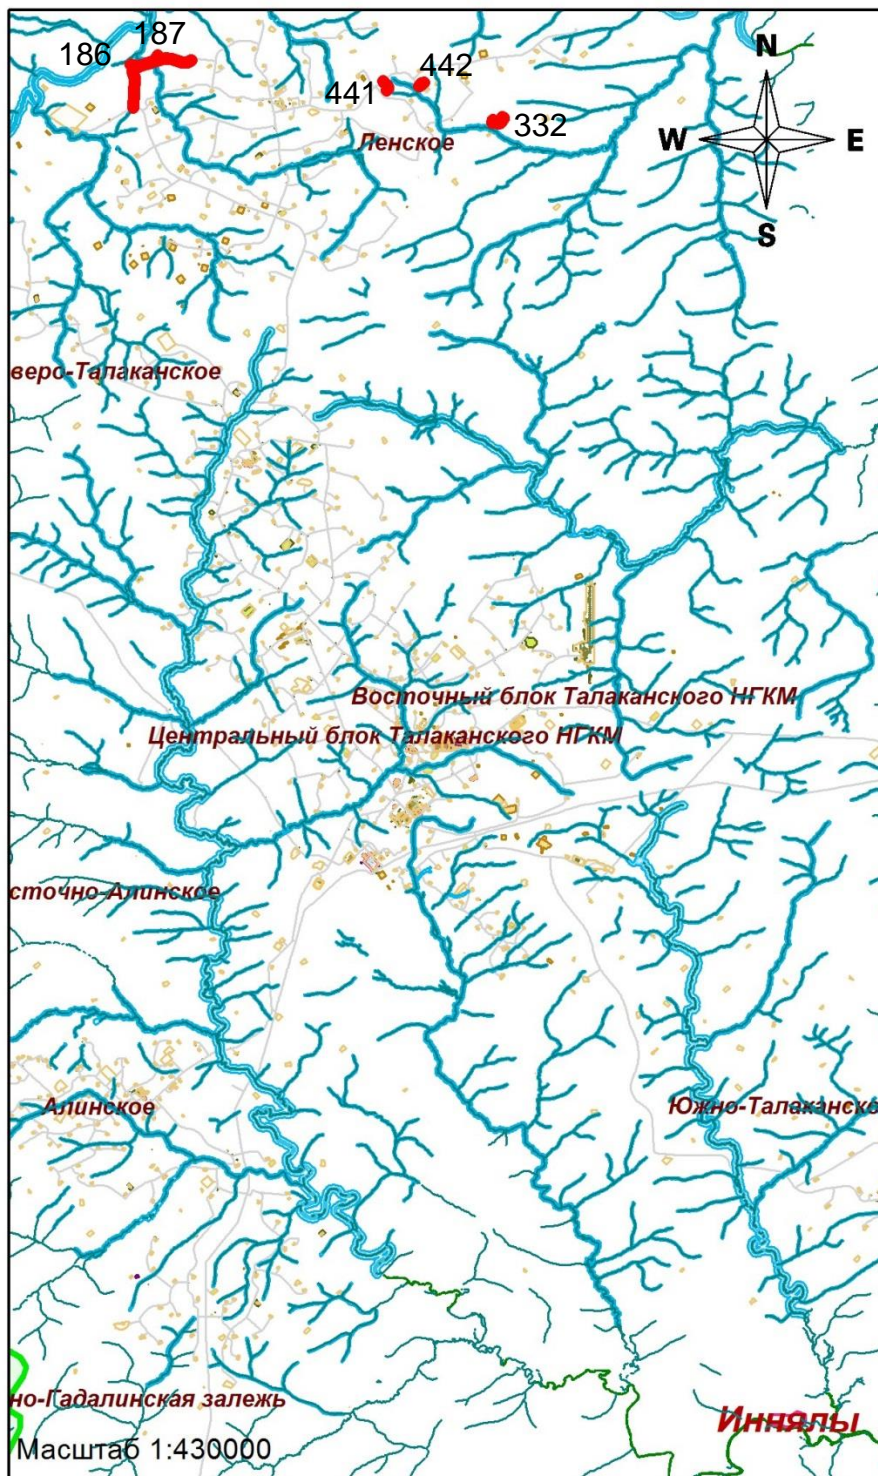 187
186
N
442
441
332
Ленское
W
E
S
веро-Талаканское
Восточный блок Талаканского НГКМ
Центральный блок Талаканского НГКМ
сточно-Алинское
Алинское
Южно-Талаканско
но-Гадалинская залежь
Иннялы
Масштаб 1:430000